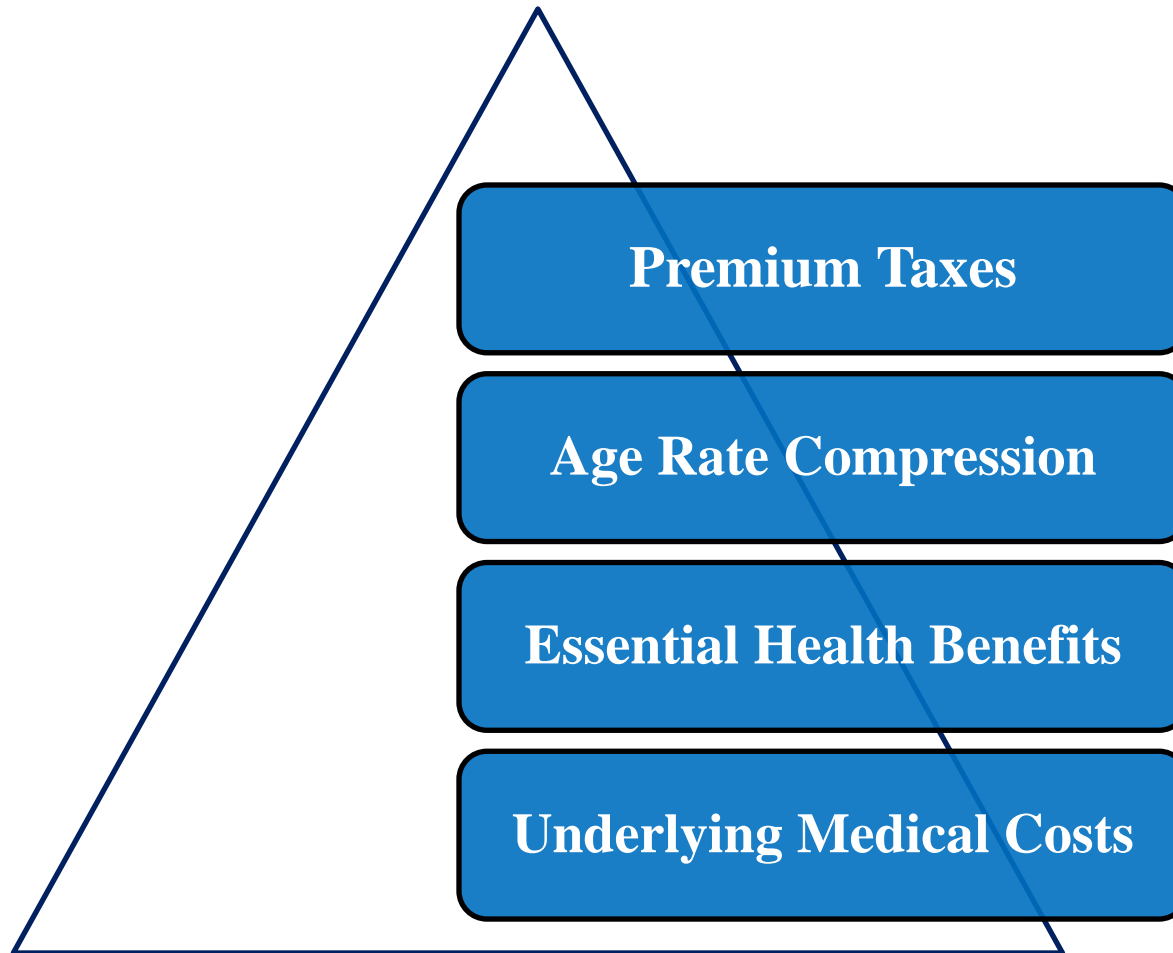 Premium Taxes
Age Rate Compression
Essential Health Benefits
Underlying Medical Costs